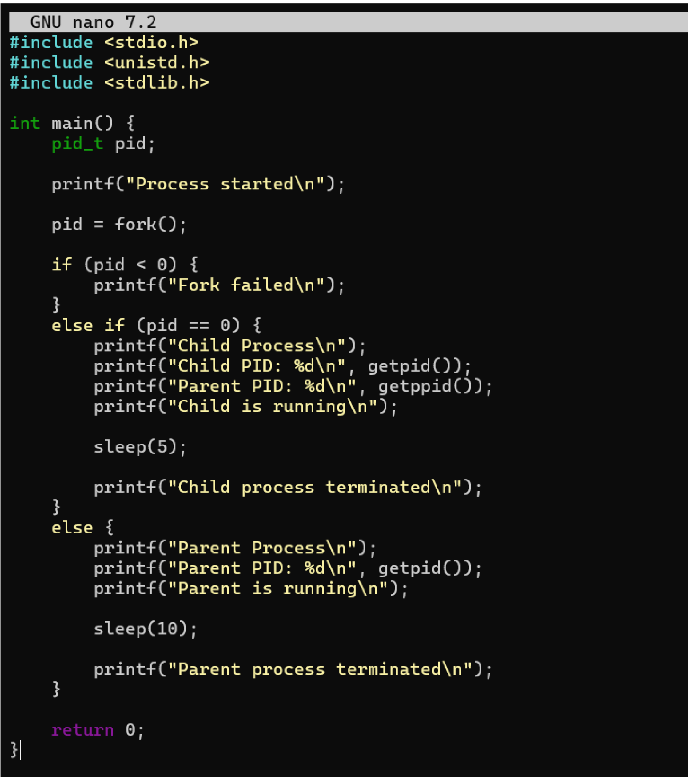 GNU nano 7.2
#include <stdio.h>
#include <unistd.h>
#include <stdlib.h>

int main() {
    pid_t pid;

    printf("Process started\n");

    pid = fork();

    if (pid < 0) {
        printf("Fork failed\n");
    }
    else if (pid == 0) {
        printf("Child Process\n");
        printf("Child PID: %d\n", getpid());
        printf("Parent PID: %d\n", getppid());
        printf("Child is running\n");

        sleep(5);

        printf("Child process terminated\n");
    }
    else {
        printf("Parent Process\n");
        printf("Parent PID: %d\n", getpid());
        printf("Parent is running\n");

        sleep(10);

        printf("Parent process terminated\n");
    }

    return 0;
}